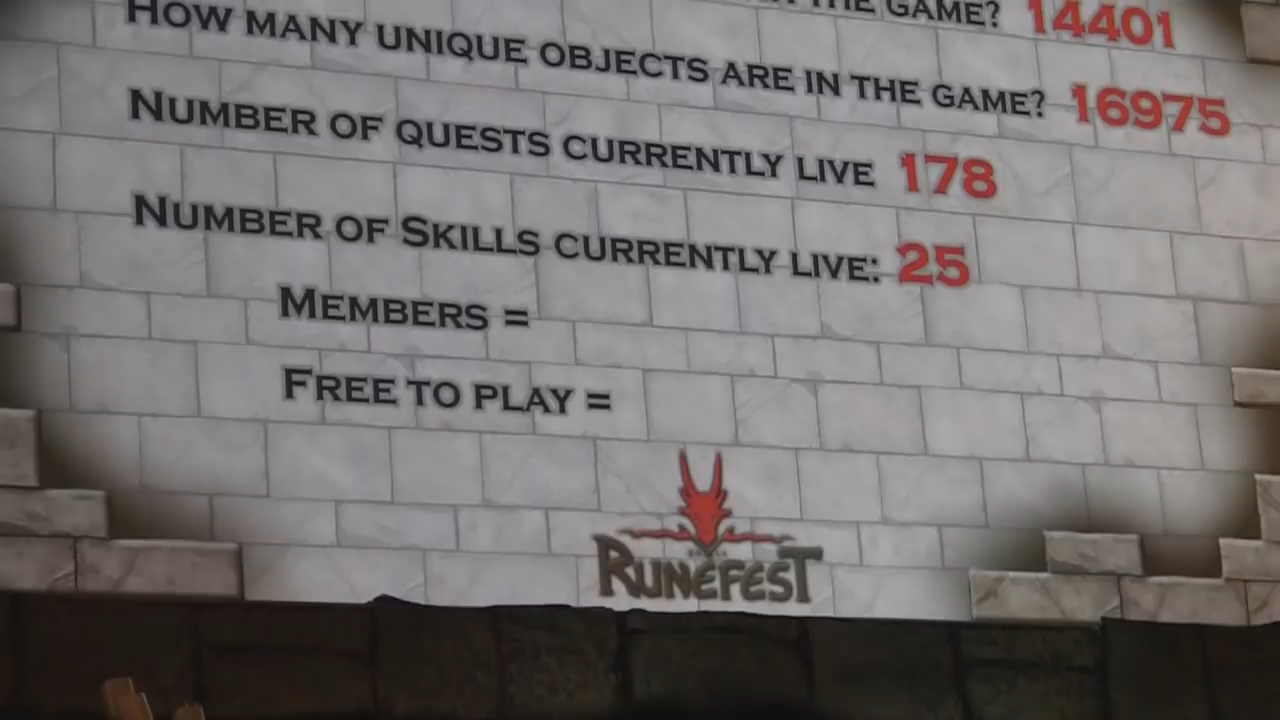 THE GAME? 14401
HOW MANY UNIQUE OBJECTS ARE IN THE GAME? 16975
NUMBER OF QUESTS CURRENTLY LIVE 178
NUMBER OF SKILLS CURRENTLY LIVE: 25
MEMBERS =
FREE TO PLAY =
RUNEFEST